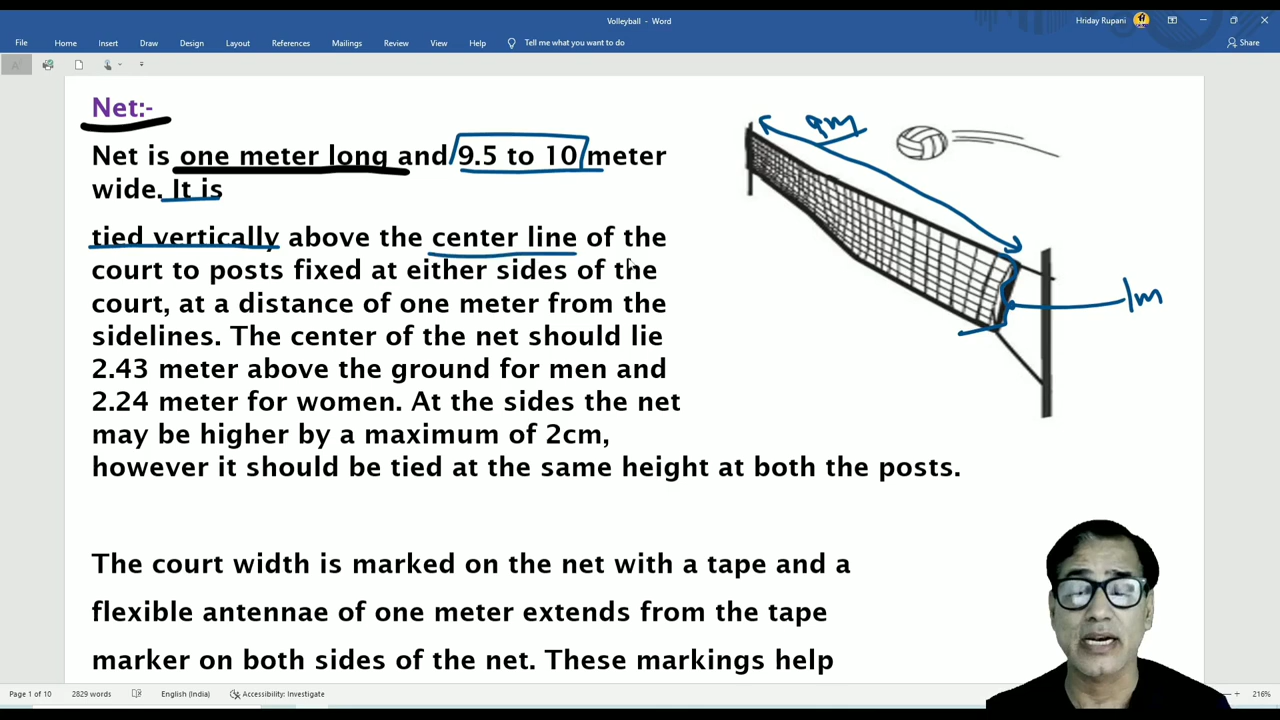 Volleyball - Word
Hriday Rupani
File Home Insert Draw Design Layout References Mailings Review View Help Tell me what you want to do
Share
Net:-
Net is one meter long and 9.5 to 10 meter
wide. It is
tied vertically above the center line of the
court to posts fixed at either sides of the
court, at a distance of one meter from the
sidelines. The center of the net should lie
2.43 meter above the ground for men and
2.24 meter for women. At the sides the net
may be higher by a maximum of 2cm,
however it should be tied at the same height at both the posts.
9m
1m
The court width is marked on the net with a tape and a
flexible antennae of one meter extends from the tape
marker on both sides of the net. These markings help
Page 1 of 10 2829 words English (India) Accessibility: Investigate
216%